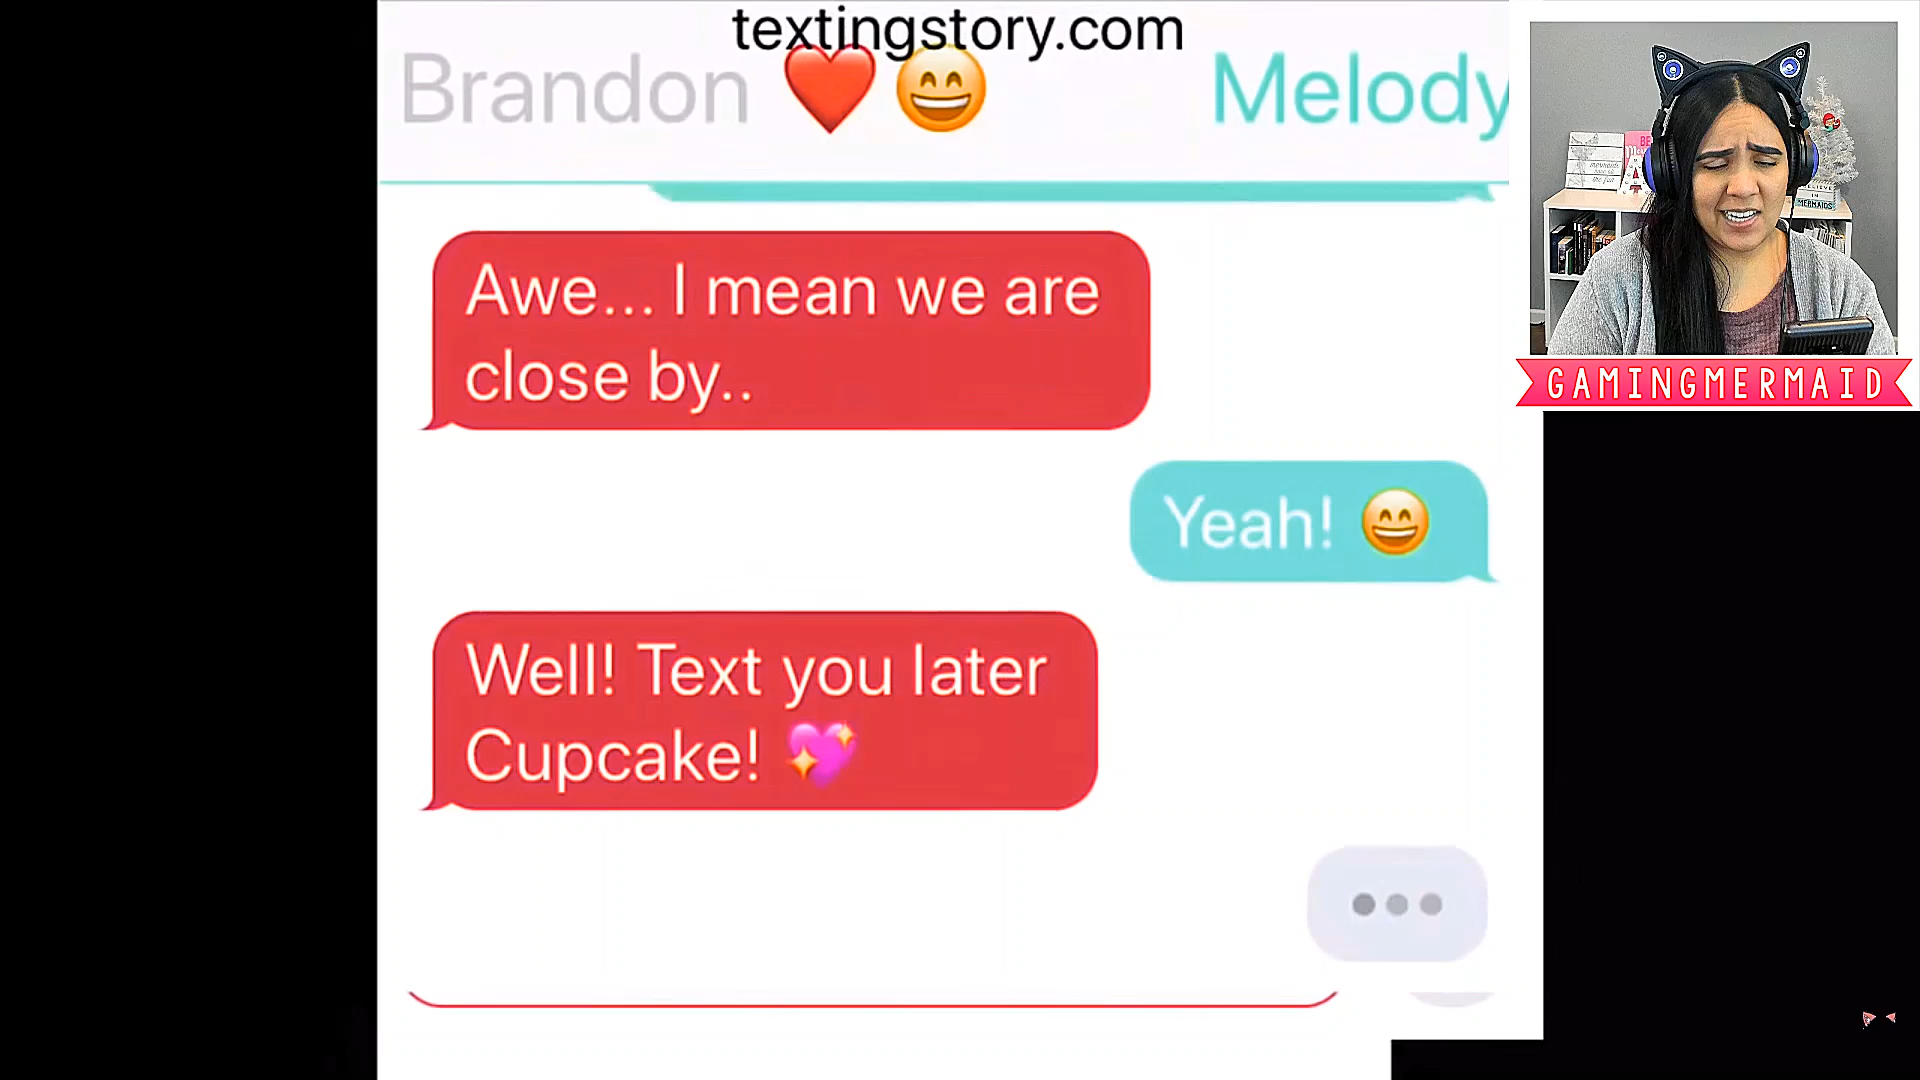 textingstory.com
Brandon ❤️ 😄
Melody
Awe... I mean we are
close by..
Yeah! 😄
Well! Text you later
Cupcake! 💖
GAMINGMERMAID